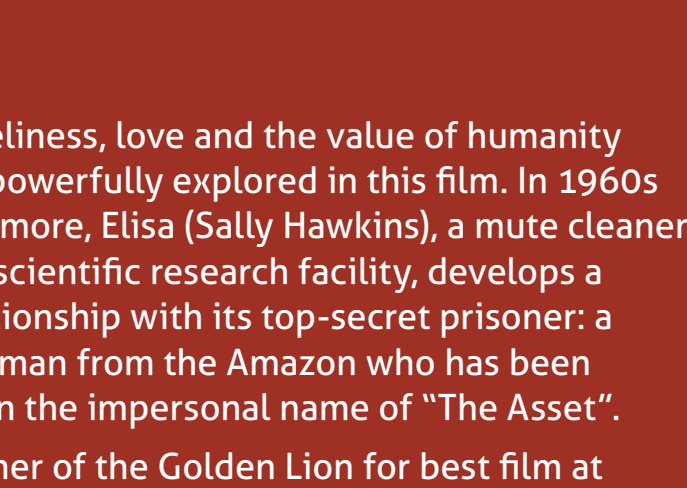 eliness, love and the value of humanity
powerfully explored in this film. In 1960s
more, Elisa (Sally Hawkins), a mute cleaner
scientific research facility, develops a
tionship with its top-secret prisoner: a
man from the Amazon who has been
n the impersonal name of “The Asset”.
ner of the Golden Lion for best film at